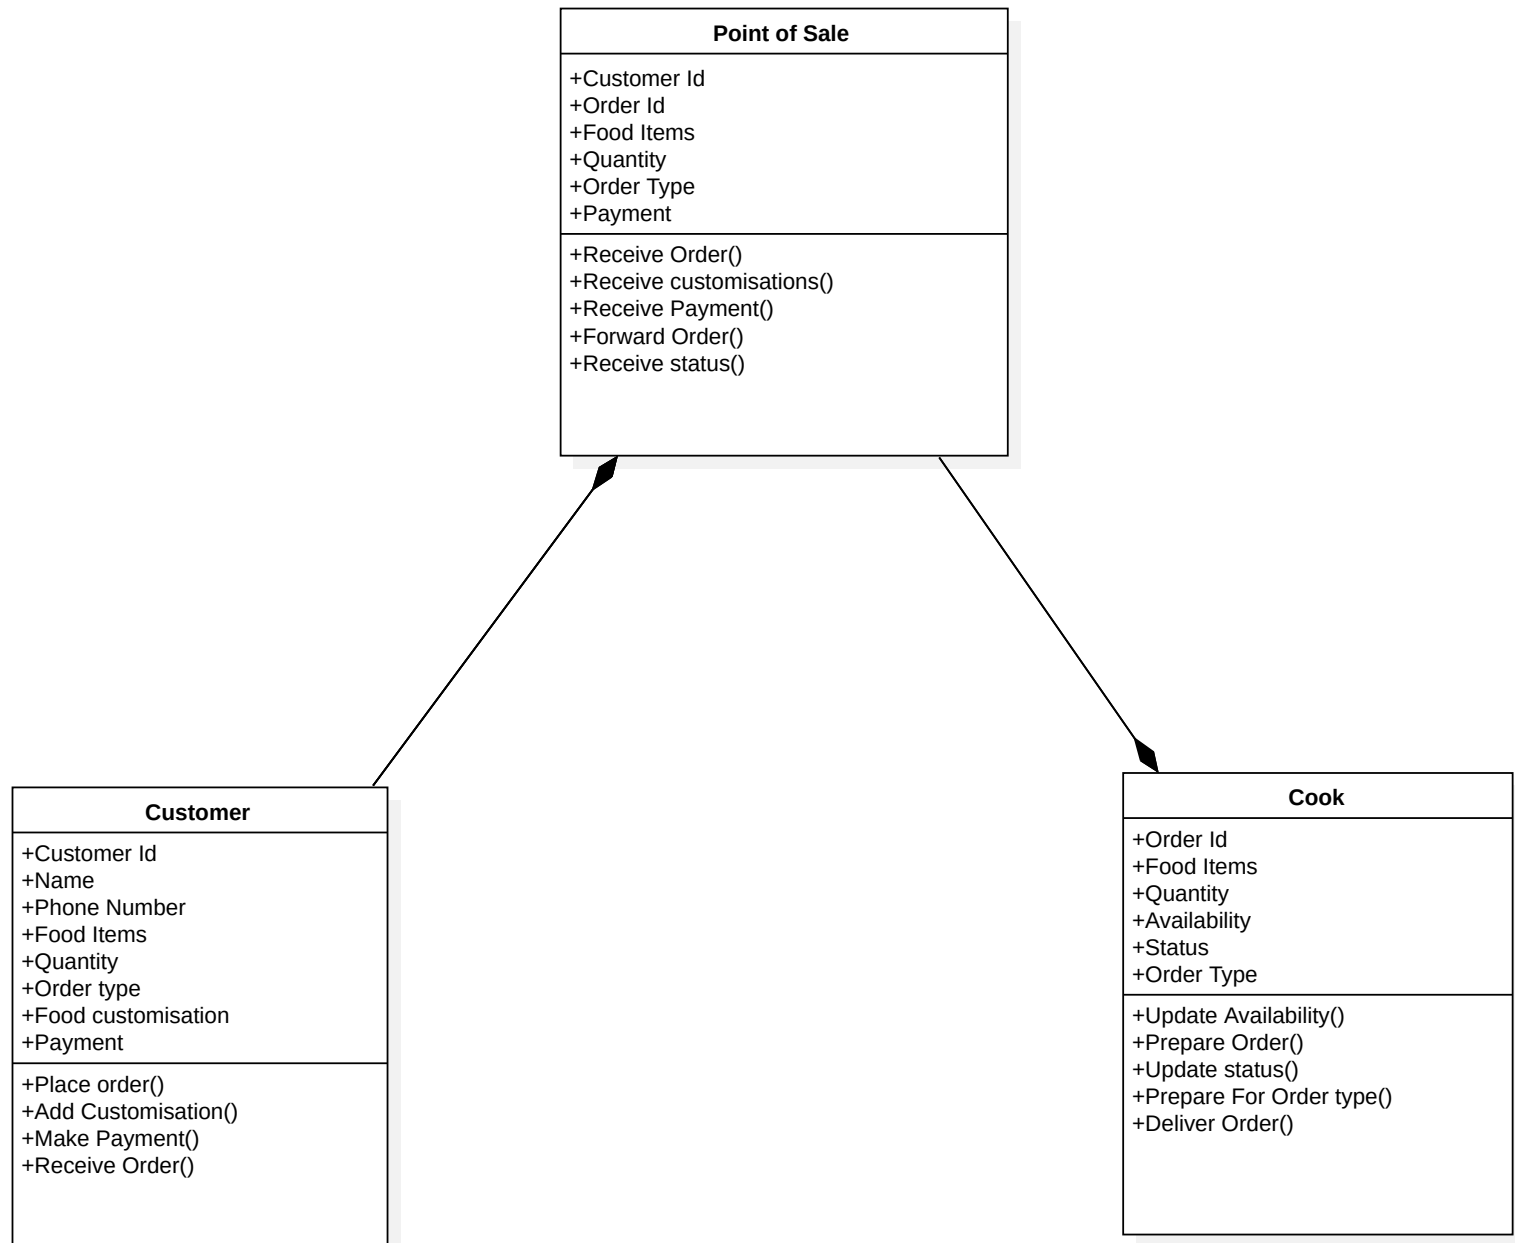 Point of Sale
+Customer Id
+Order Id
+Food Items
+Quantity
+Order Type
+Payment
+Receive Order()
+Receive customisations()
+Receive Payment()
+Forward Order()
+Receive status()
Customer
+Customer Id
+Name
+Phone Number
+Food Items
+Quantity
+Order type
+Food customisation
+Payment
+Place order()
+Add Customisation()
+Make Payment()
+Receive Order()
Cook
+Order Id
+Food Items
+Quantity
+Availability
+Status
+Order Type
+Update Availability()
+Prepare Order()
+Update status()
+Prepare For Order type()
+Deliver Order()